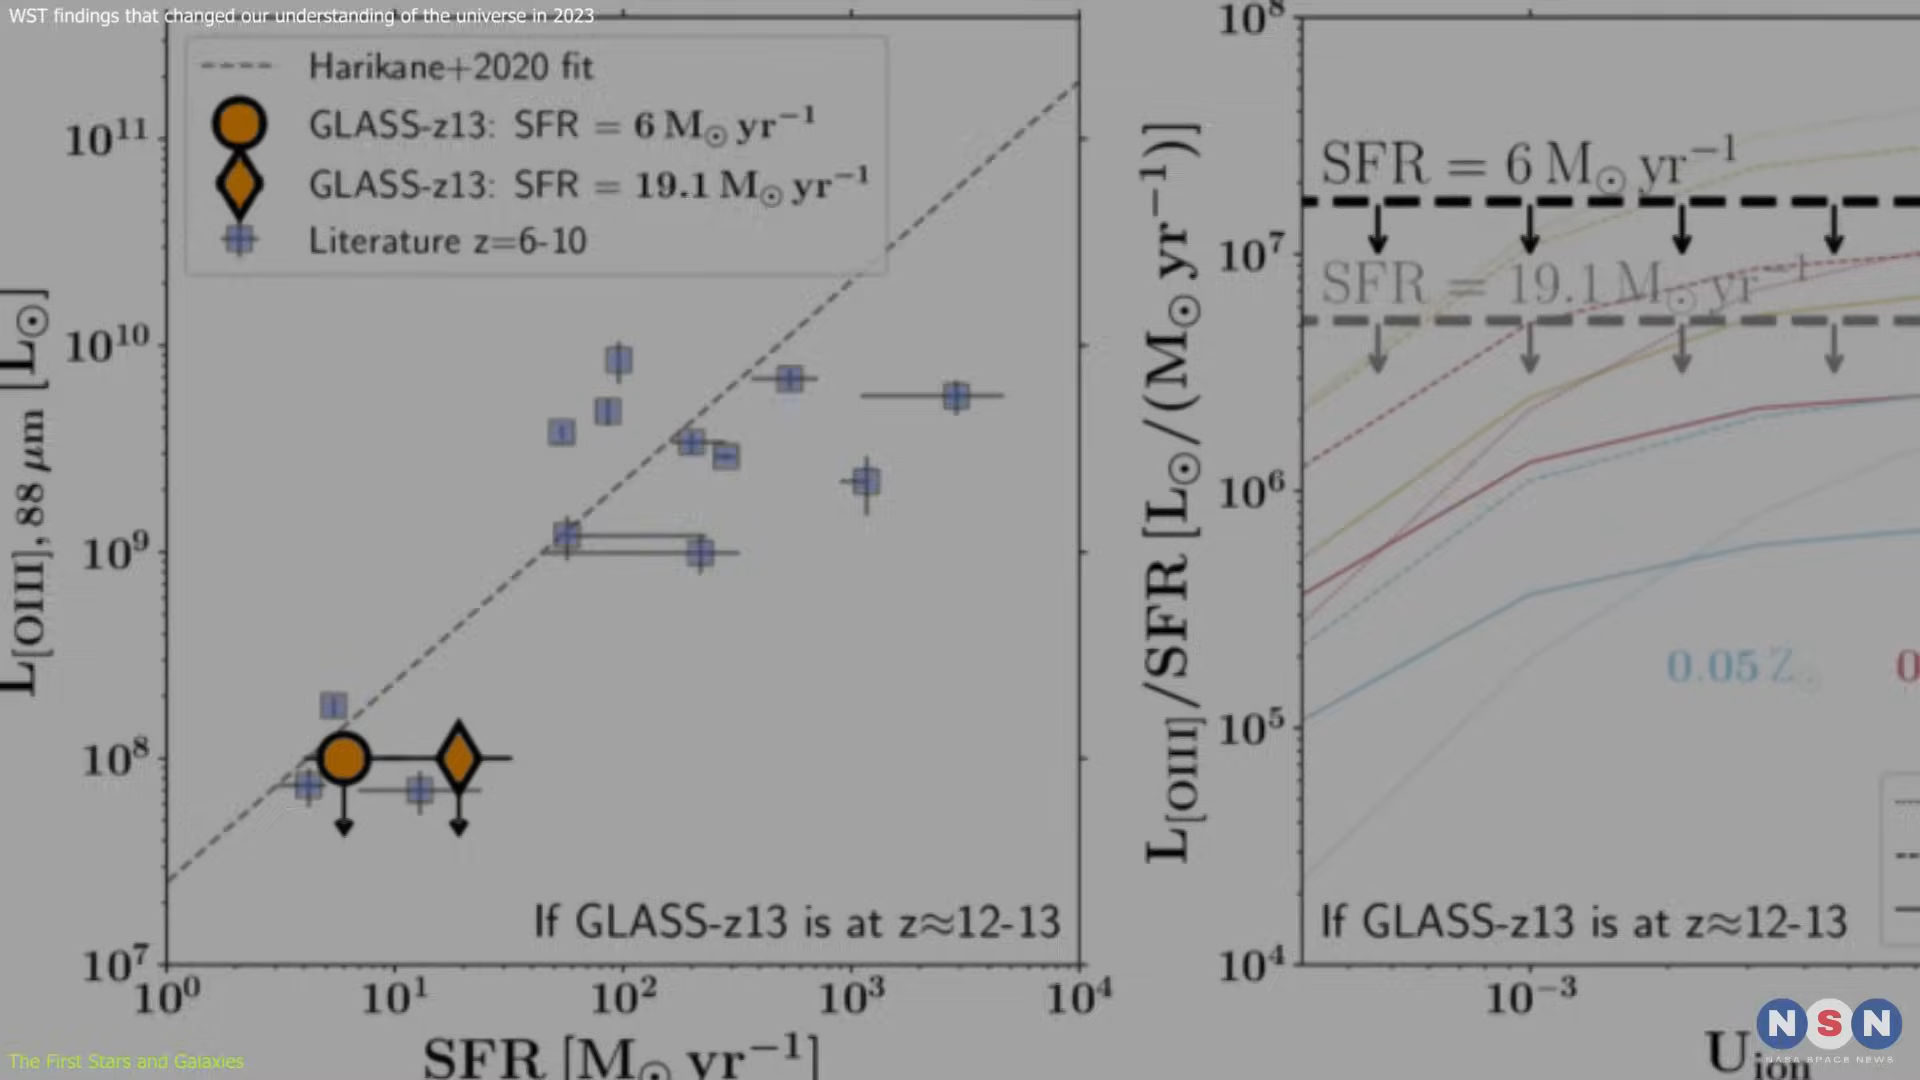 WST findings that changed our understanding of the universe in 2023
Harikane+2020 fit
GLASS-z13: SFR = 6 M⊙ yr⁻¹
GLASS-z13: SFR = 19.1 M⊙ yr⁻¹
Literature z=6-10
10¹¹
10¹⁰
10⁹
10⁸
10⁷
L[OIII], 88 μm [L⊙]
If GLASS-z13 is at z≈12-13
10⁰ 10¹ 10² 10³ 10⁴
SFR [M⊙ yr⁻¹]
10⁸
10⁷
10⁶
10⁵
10⁴
L[OIII]/SFR [L⊙/(M⊙ yr⁻¹)]
SFR = 6 M⊙ yr⁻¹
SFR = 19.1 M⊙ yr⁻¹
0.05 Z⊙ 0
If GLASS-z13 is at z≈12-13
10⁻³
Uion
The First Stars and Galaxies
NSN
NASA SPACE NEWS